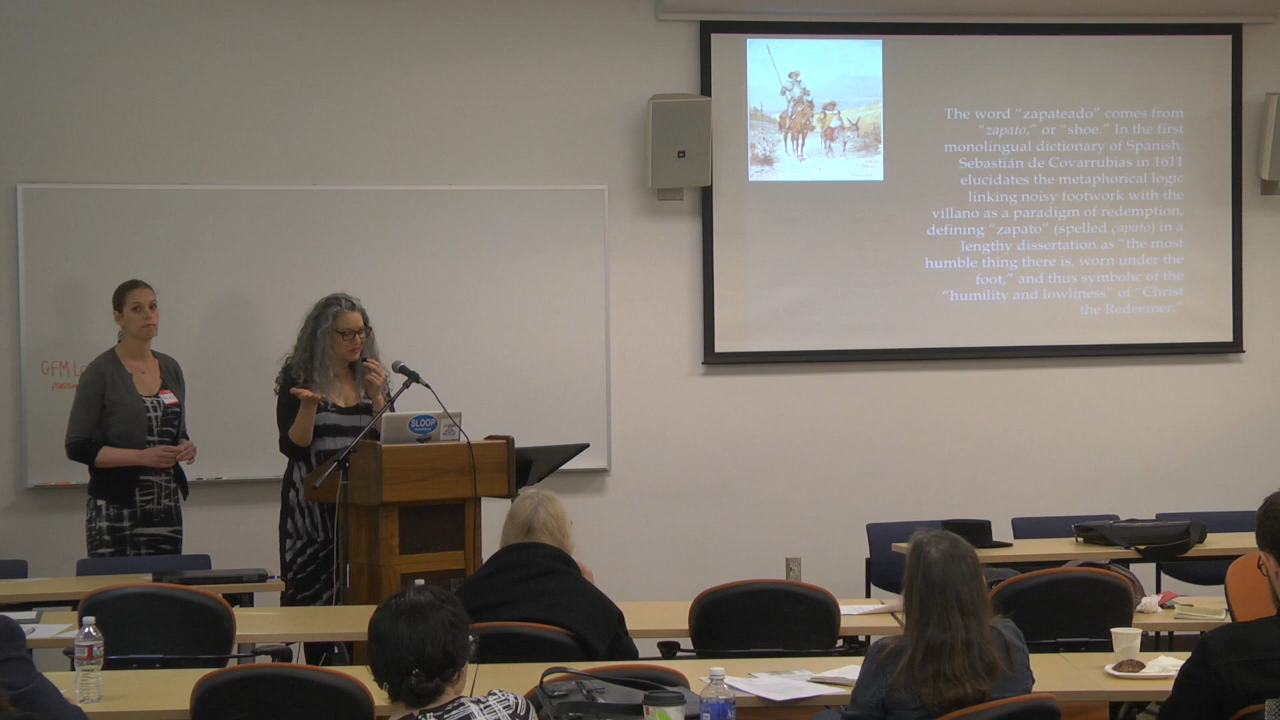 The word “zapateado” comes from
“zapato,” or “shoe.” In the first
monolingual dictionary of Spanish,
Sebastián de Covarrubias in 1611
elucidates the metaphorical logic
linking noisy footwork with the
villano as a paradigm of redemption,
defining “zapato” (spelled çapato) in a
lengthy dissertation as “the most
humble thing there is, worn under the
foot,” and thus symbolic of the
“humility and lowliness” of “Christ
the Redeemer.”
SLOOP